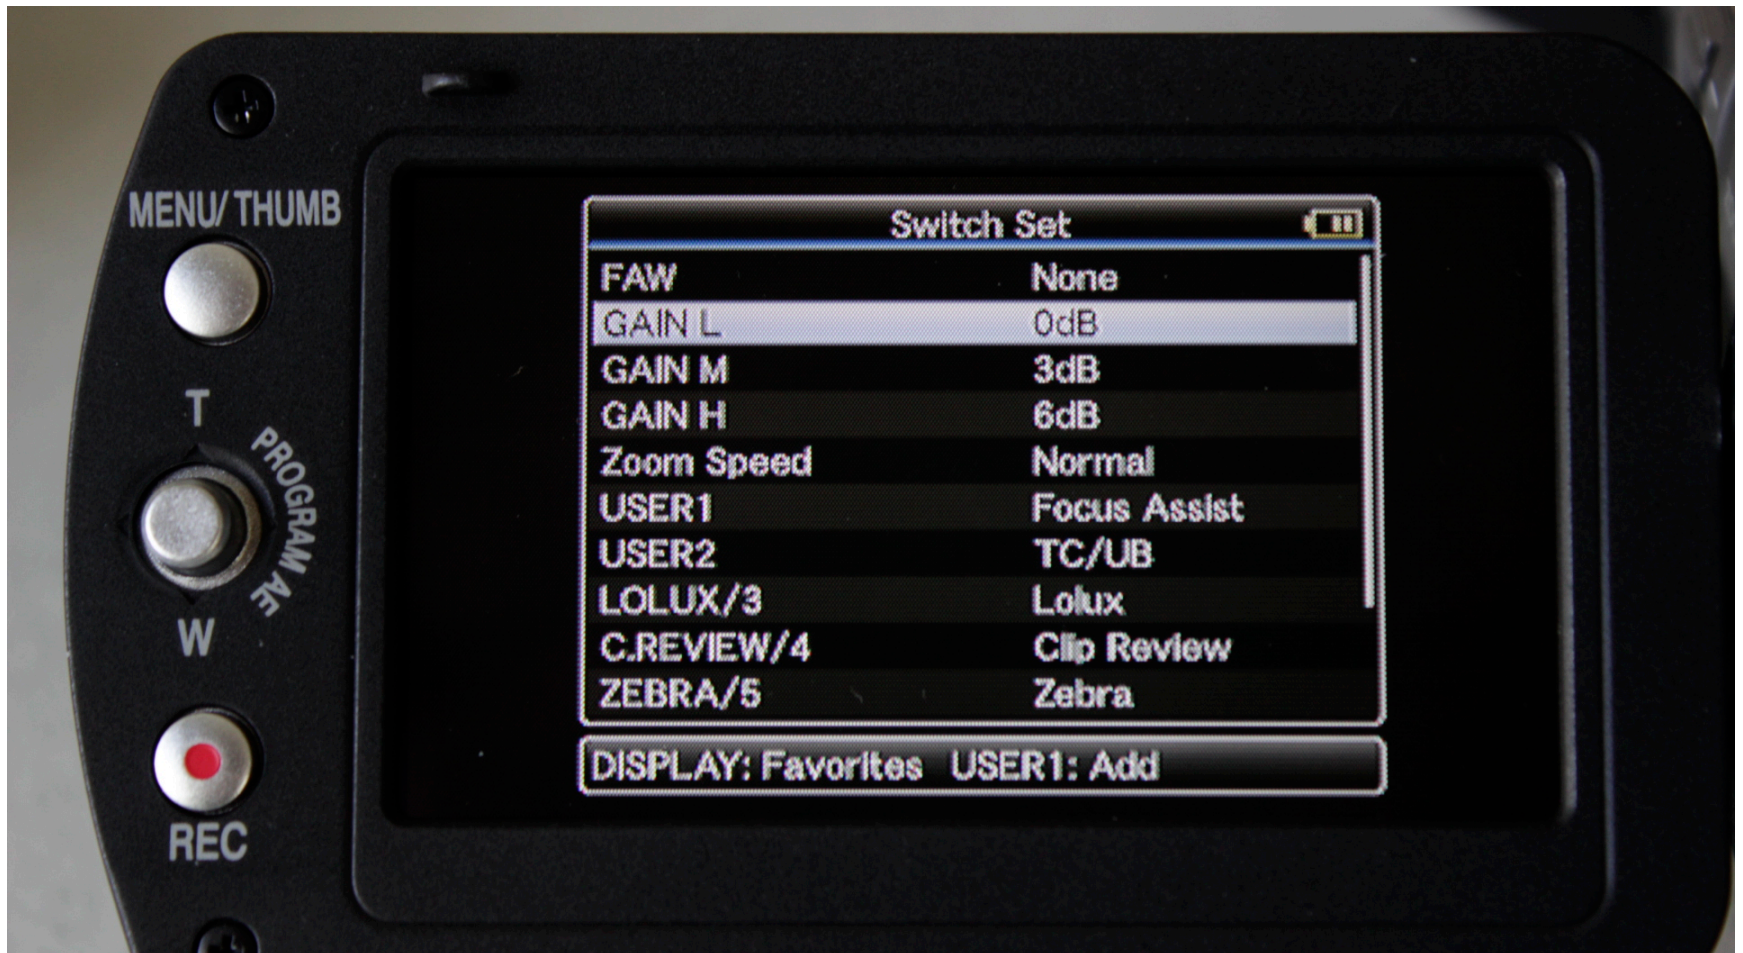 MENU/THUMB
T
PROGRAM AE
W
REC
Switch Set
FAW None
GAIN L 0dB
GAIN M 3dB
GAIN H 6dB
Zoom Speed Normal
USER1 Focus Assist
USER2 TC/UB
LOLUX/3 Lolux
C.REVIEW/4 Clip Review
ZEBRA/5 Zebra
DISPLAY: Favorites USER1: Add